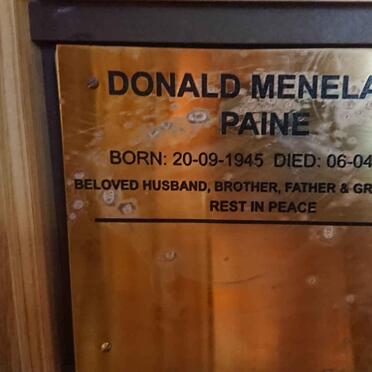 DONALD MENELA
PAINE
BORN: 20-09-1945 DIED: 06-04
BELOVED HUSBAND, BROTHER, FATHER & GR
REST IN PEACE